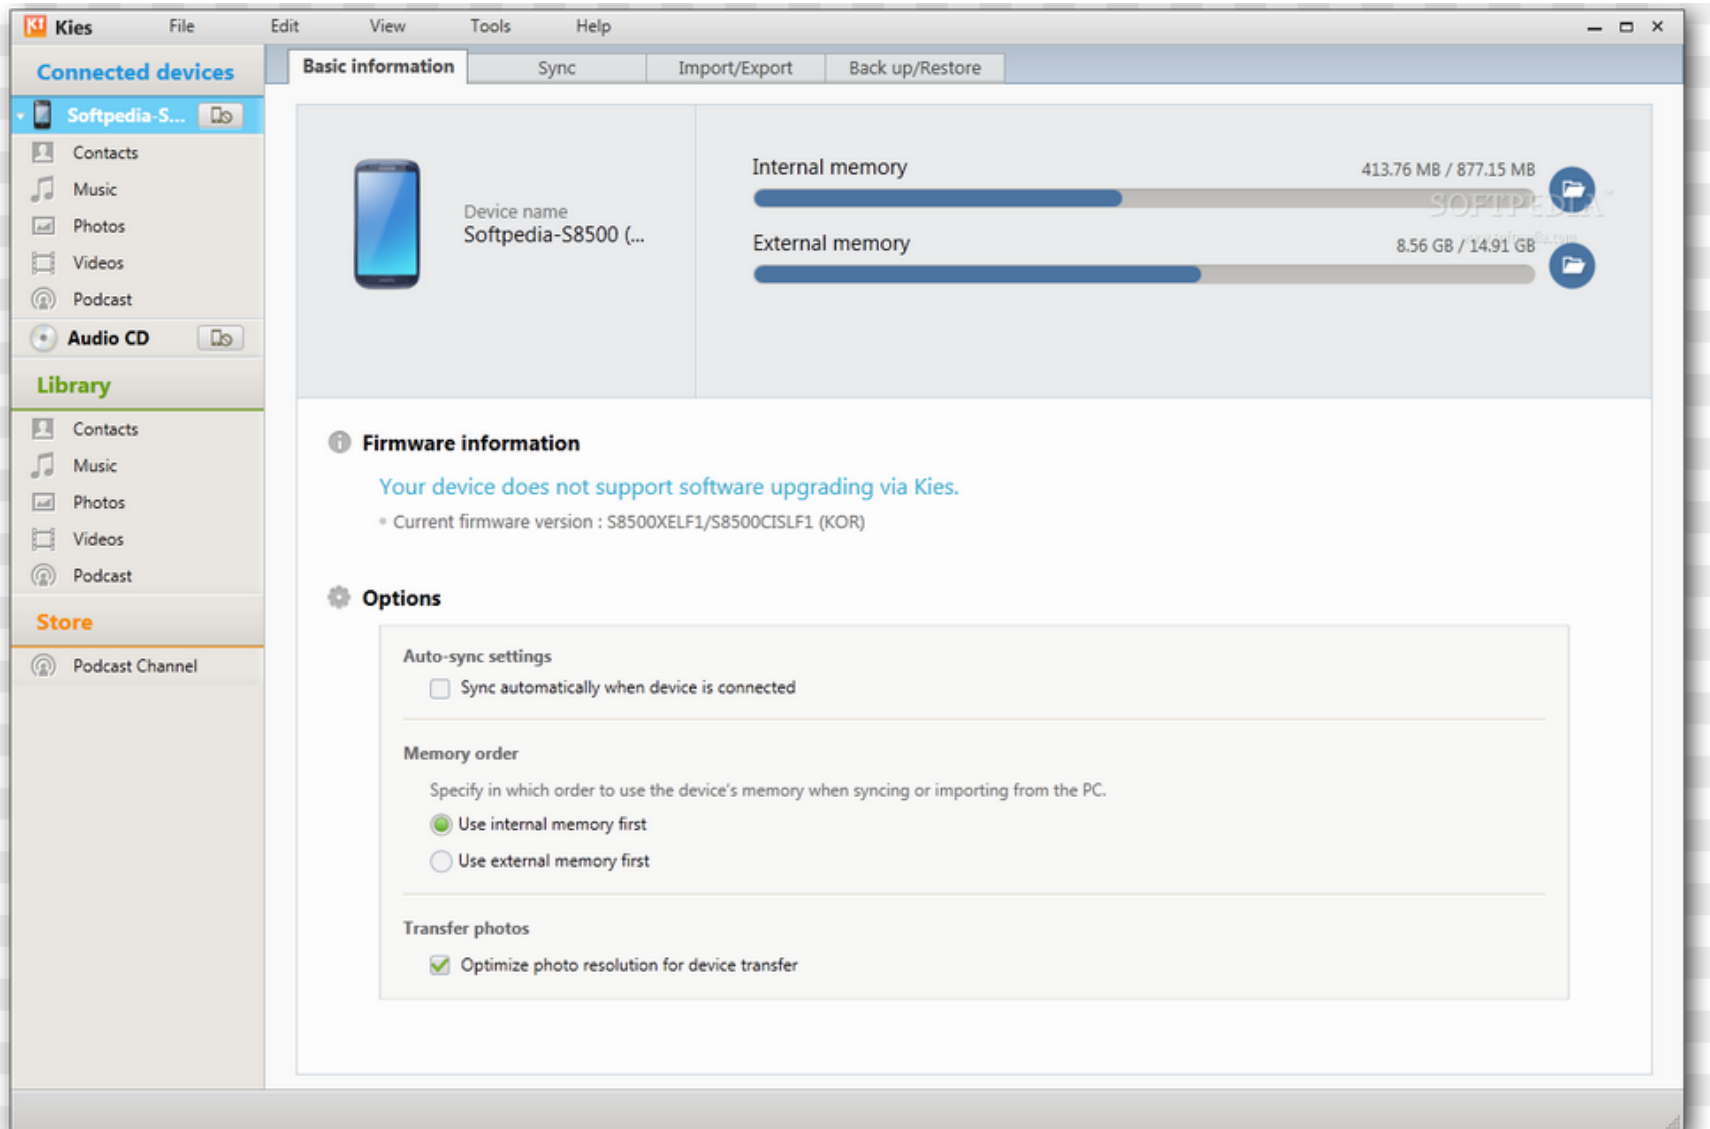 Kies File Edit View Tools Help
Connected devices
Basic information Sync Import/Export Back up/Restore
Softpedia-S...
Contacts
Music
Photos
Videos
Podcast
Audio CD
Library
Contacts
Music
Photos
Videos
Podcast
Store
Podcast Channel
Device name
Softpedia-S8500 (...
Internal memory 413.76 MB / 877.15 MB
SOFTPEDIA
www.softpedia.com
External memory 8.56 GB / 14.91 GB
Firmware information
Your device does not support software upgrading via Kies.
Current firmware version : S8500XELF1/S8500CISLF1 (KOR)
Options
Auto-sync settings
Sync automatically when device is connected
Memory order
Specify in which order to use the device's memory when syncing or importing from the PC.
Use internal memory first
Use external memory first
Transfer photos
Optimize photo resolution for device transfer